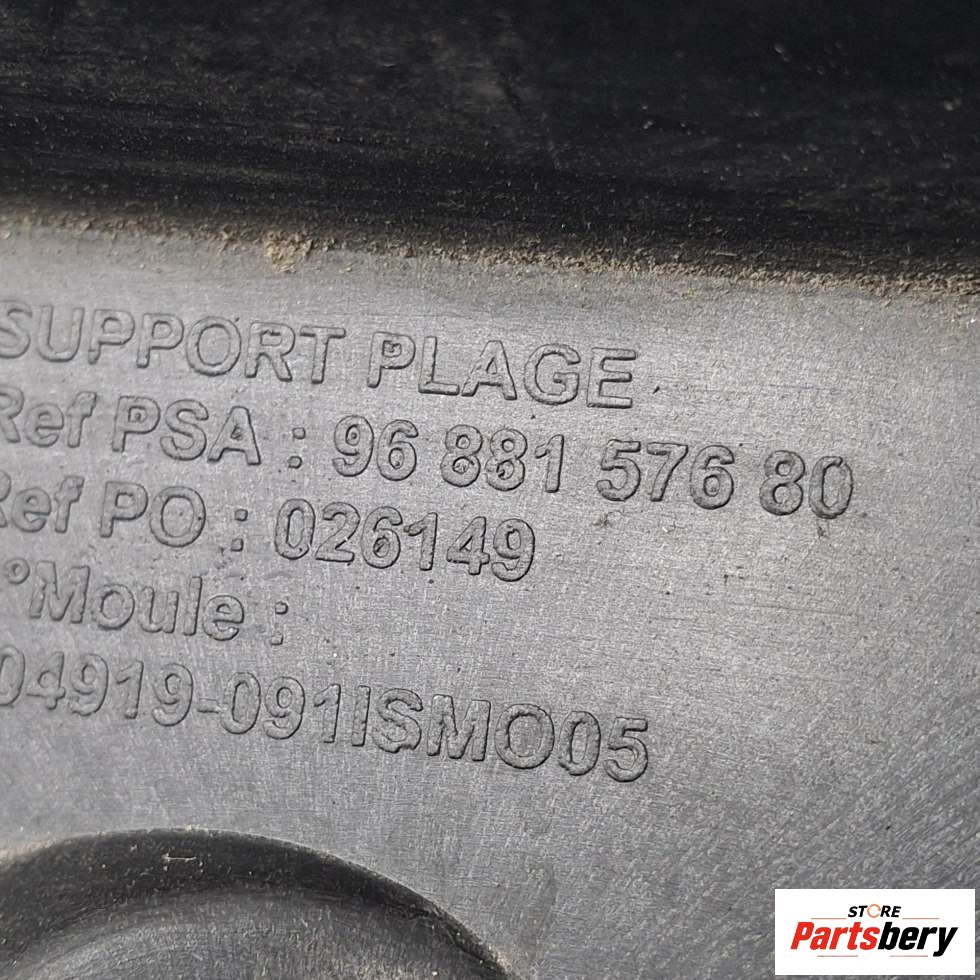 SUPPORT PLAGE
Ref PSA : 96 881 576 80
Ref PO : 026149
°Moule :
04919-091ISMO05
STORE
Partsbery